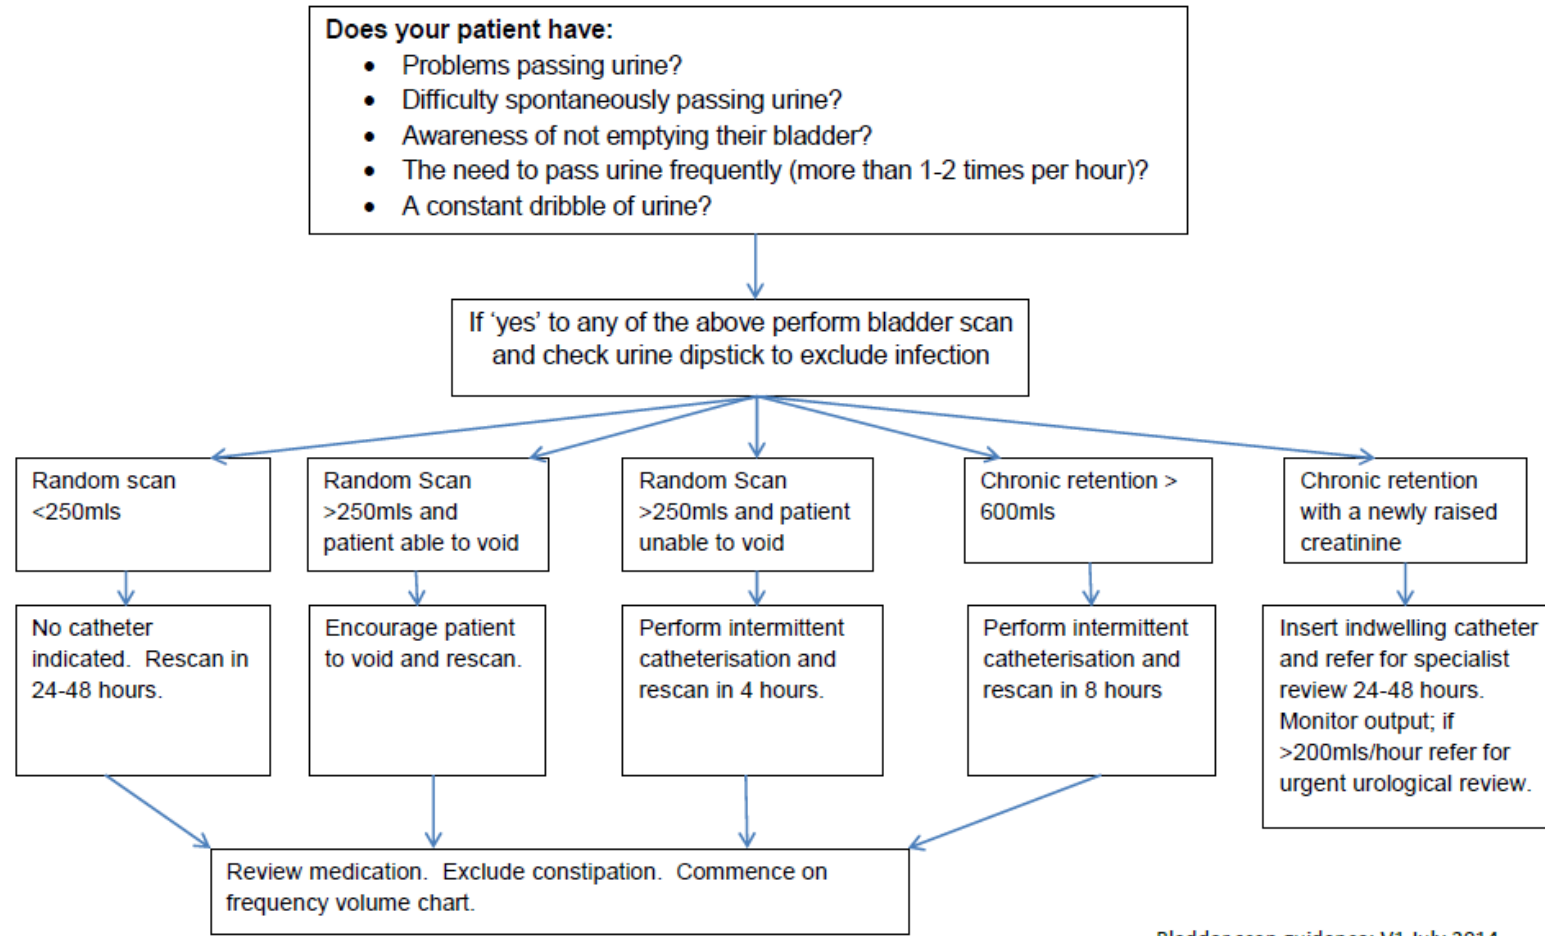 Does your patient have:
• Problems passing urine?
• Difficulty spontaneously passing urine?
• Awareness of not emptying their bladder?
• The need to pass urine frequently (more than 1-2 times per hour)?
• A constant dribble of urine?
If ‘yes’ to any of the above perform bladder scan
and check urine dipstick to exclude infection
Random scan
<250mls
Random Scan
>250mls and
patient able to void
Random Scan
>250mls and patient
unable to void
Chronic retention >
600mls
Chronic retention
with a newly raised
creatinine
No catheter
indicated. Rescan in
24-48 hours.
Encourage patient
to void and rescan.
Perform intermittent
catheterisation and
rescan in 4 hours.
Perform intermittent
catheterisation and
rescan in 8 hours
Insert indwelling catheter
and refer for specialist
review 24-48 hours.
Monitor output; if
>200mls/hour refer for
urgent urological review.
Review medication. Exclude constipation. Commence on
frequency volume chart.
Bladder scan guidance: V1 July 2014